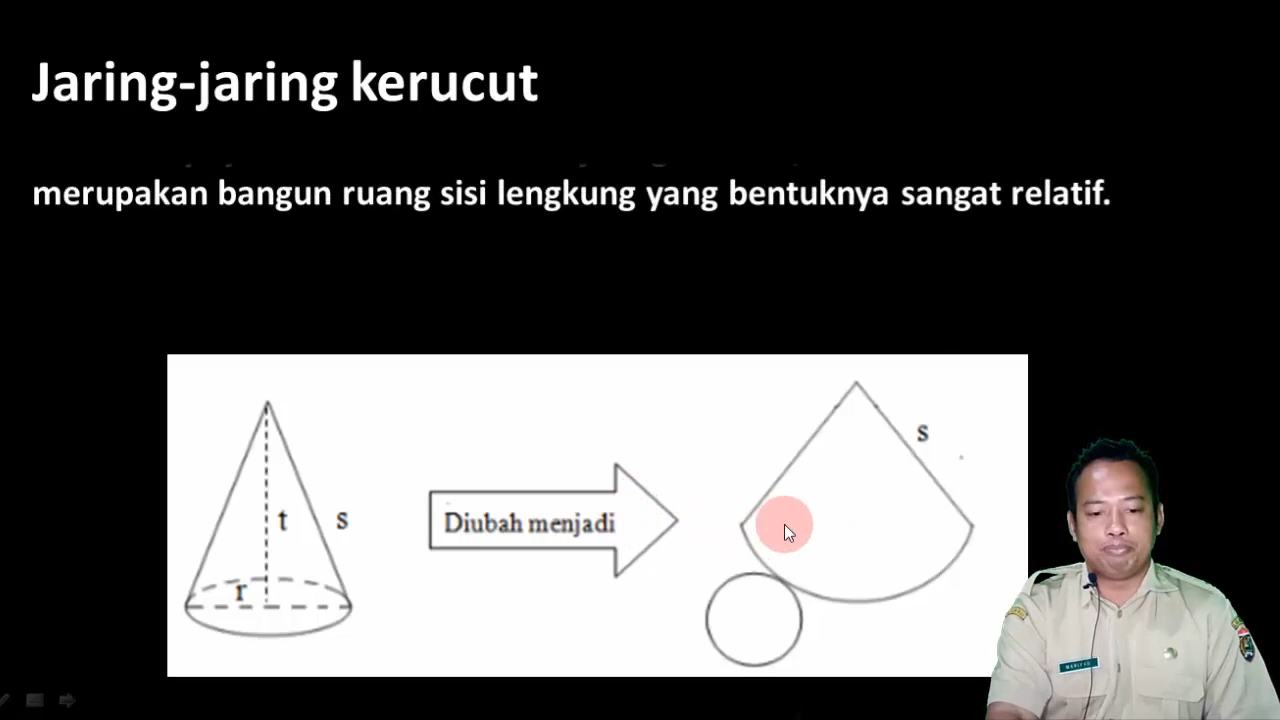 Jaring-jaring kerucut
merupakan bangun ruang sisi lengkung yang bentuknya sangat relatif.
t
s
r
Diubah menjadi
s